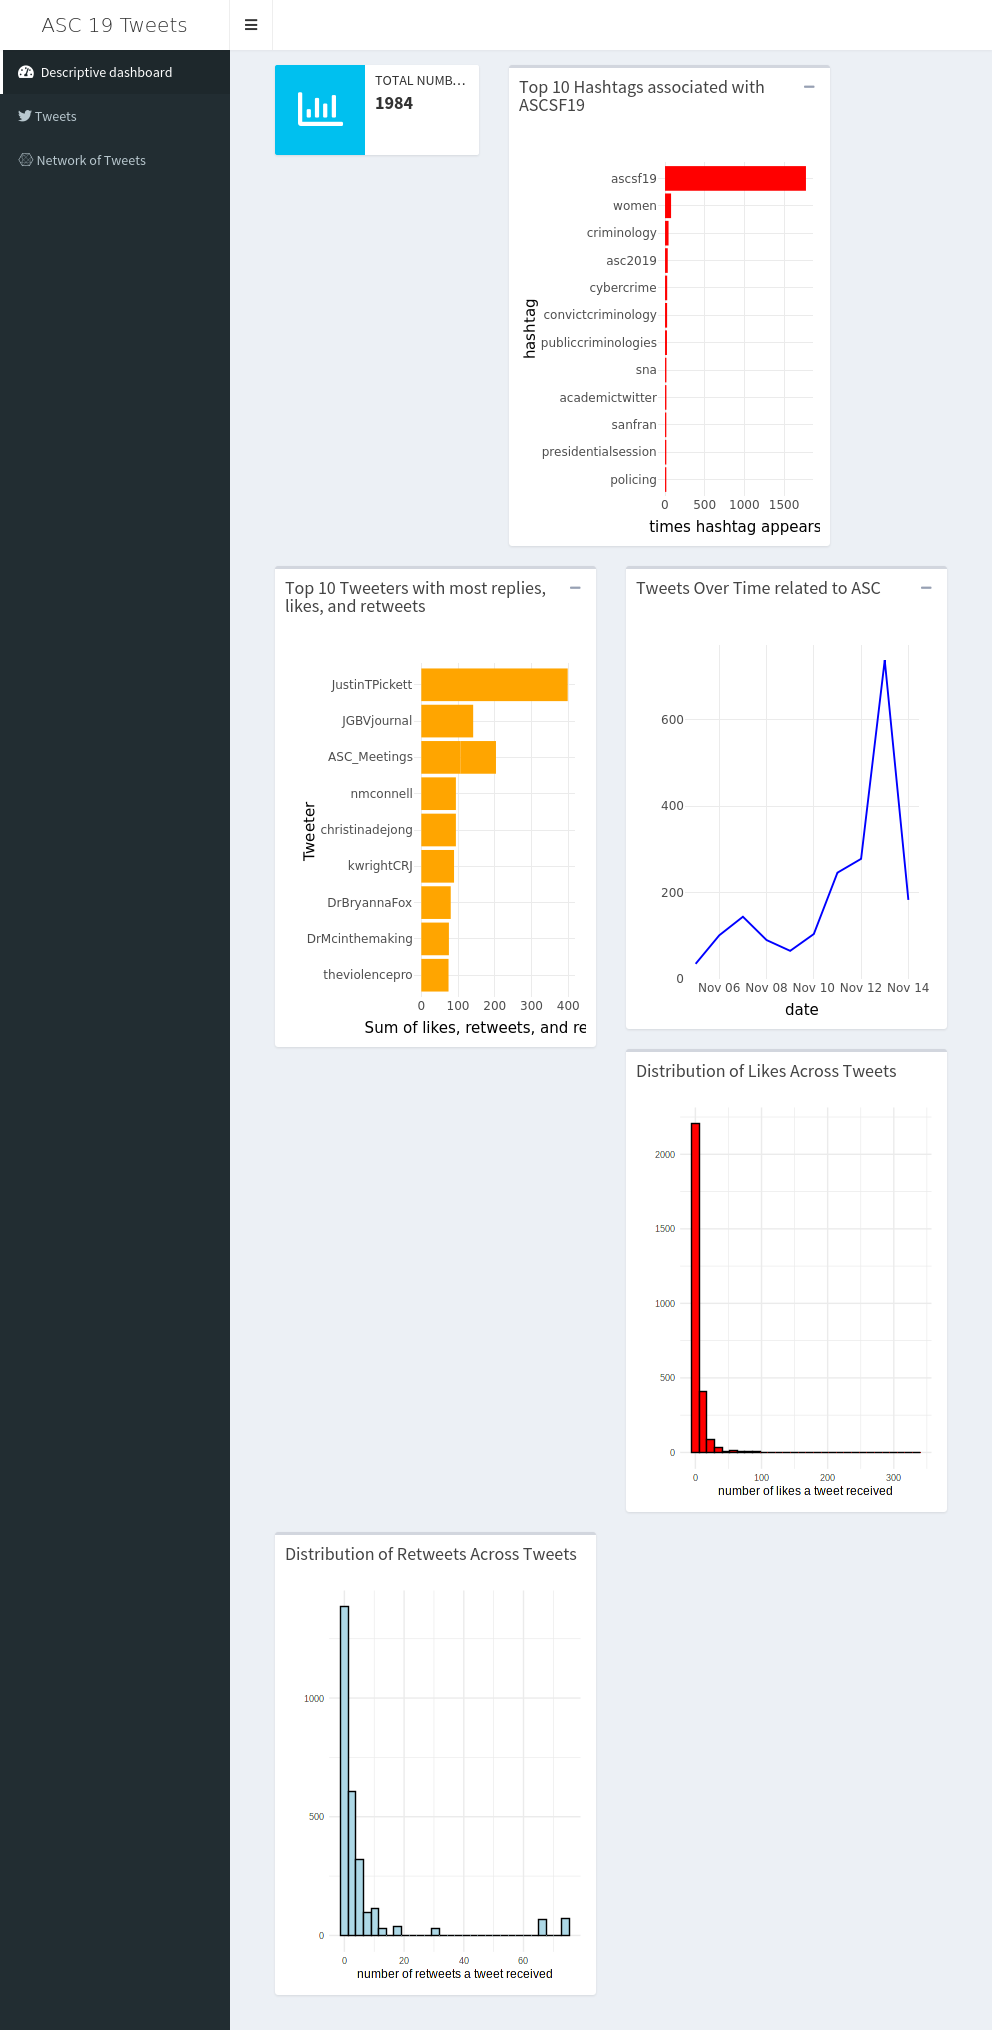 ASC 19 Tweets
Descriptive dashboard
Tweets
Network of Tweets
TOTAL NUMB...
1984
Top 10 Hashtags associated with
ASCSF19
hashtag
ascsf19
women
criminology
asc2019
cybercrime
convictcriminology
publiccriminologies
sna
academictwitter
sanfran
presidentialsession
policing
0 500 1000 1500
times hashtag appears
Top 10 Tweeters with most replies,
likes, and retweets
Tweeter
JustinTPickett
JGBVjournal
ASC_Meetings
nmconnell
christinadejong
kwrightCRJ
DrBryannaFox
DrMcinthemaking
theviolencepro
0 100 200 300 400
Sum of likes, retweets, and re
Tweets Over Time related to ASC
600
400
200
0
Nov 06 Nov 08 Nov 10 Nov 12 Nov 14
date
Distribution of Likes Across Tweets
2000
1500
1000
500
0
0 100 200 300
number of likes a tweet received
Distribution of Retweets Across Tweets
1000
500
0
0 20 40 60
number of retweets a tweet received